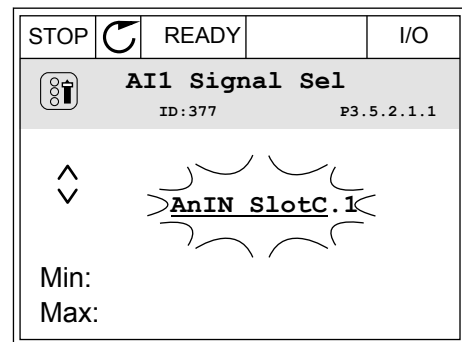 STOP READY I/O
AI1 Signal Sel
ID:377 P3.5.2.1.1
AnIN SlotC.1
Min:
Max: